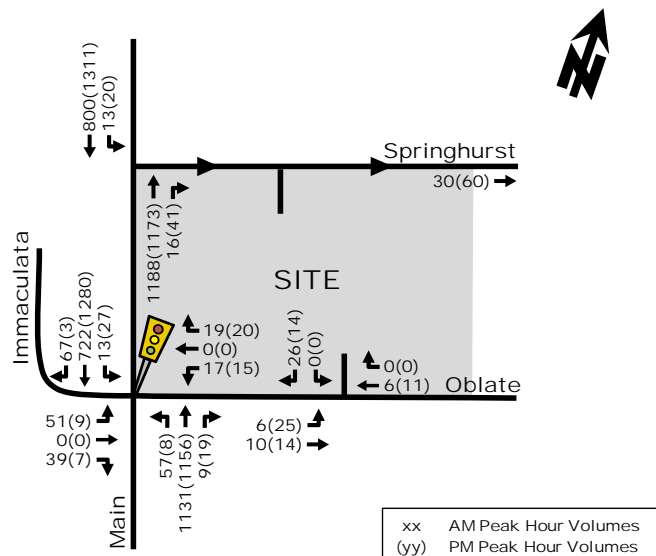 N
800(1311)
13(20)
Springhurst
30(60)
1188(1173)
16(41)
Immaculata
SITE
67(3)
722(1280)
13(27)
19(20)
0(0)
17(15)
26(14)
0(0)
0(0)
6(11)
Oblate
51(9)
0(0)
39(7)
57(8)
1131(1156)
9(19)
6(25)
10(14)
Main
xx AM Peak Hour Volumes
(yy) PM Peak Hour Volumes